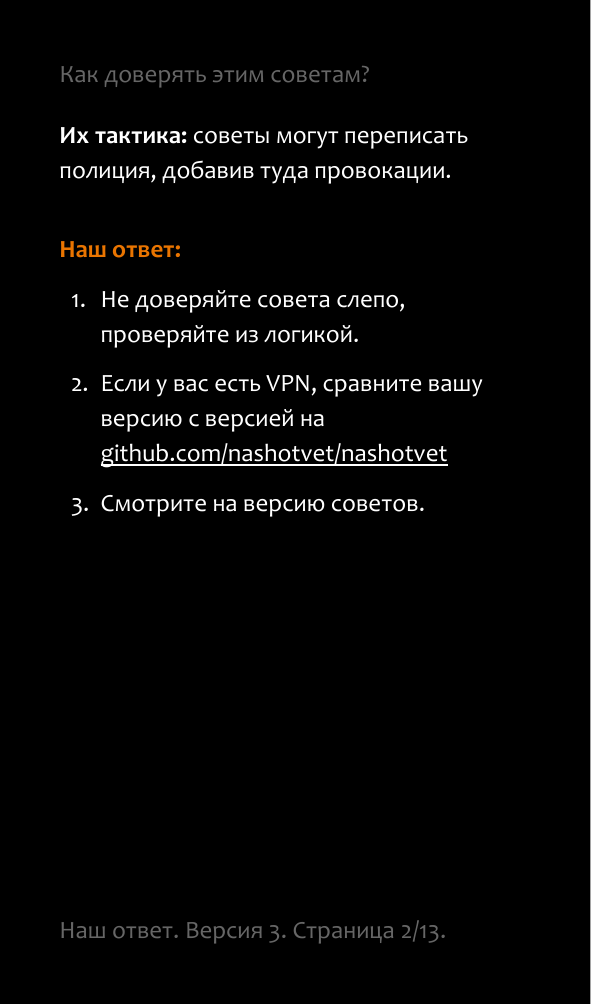 Как доверять этим советам?
Их тактика: советы могут переписать
полиция, добавив туда провокации.
Наш ответ:
1. Не доверяйте совета слепо,
проверяйте из логикой.
2. Если у вас есть VPN, сравните вашу
версию с версией на
github.com/nashotvet/nashotvet
3. Смотрите на версию советов.
Наш ответ. Версия 3. Страница 2/13.